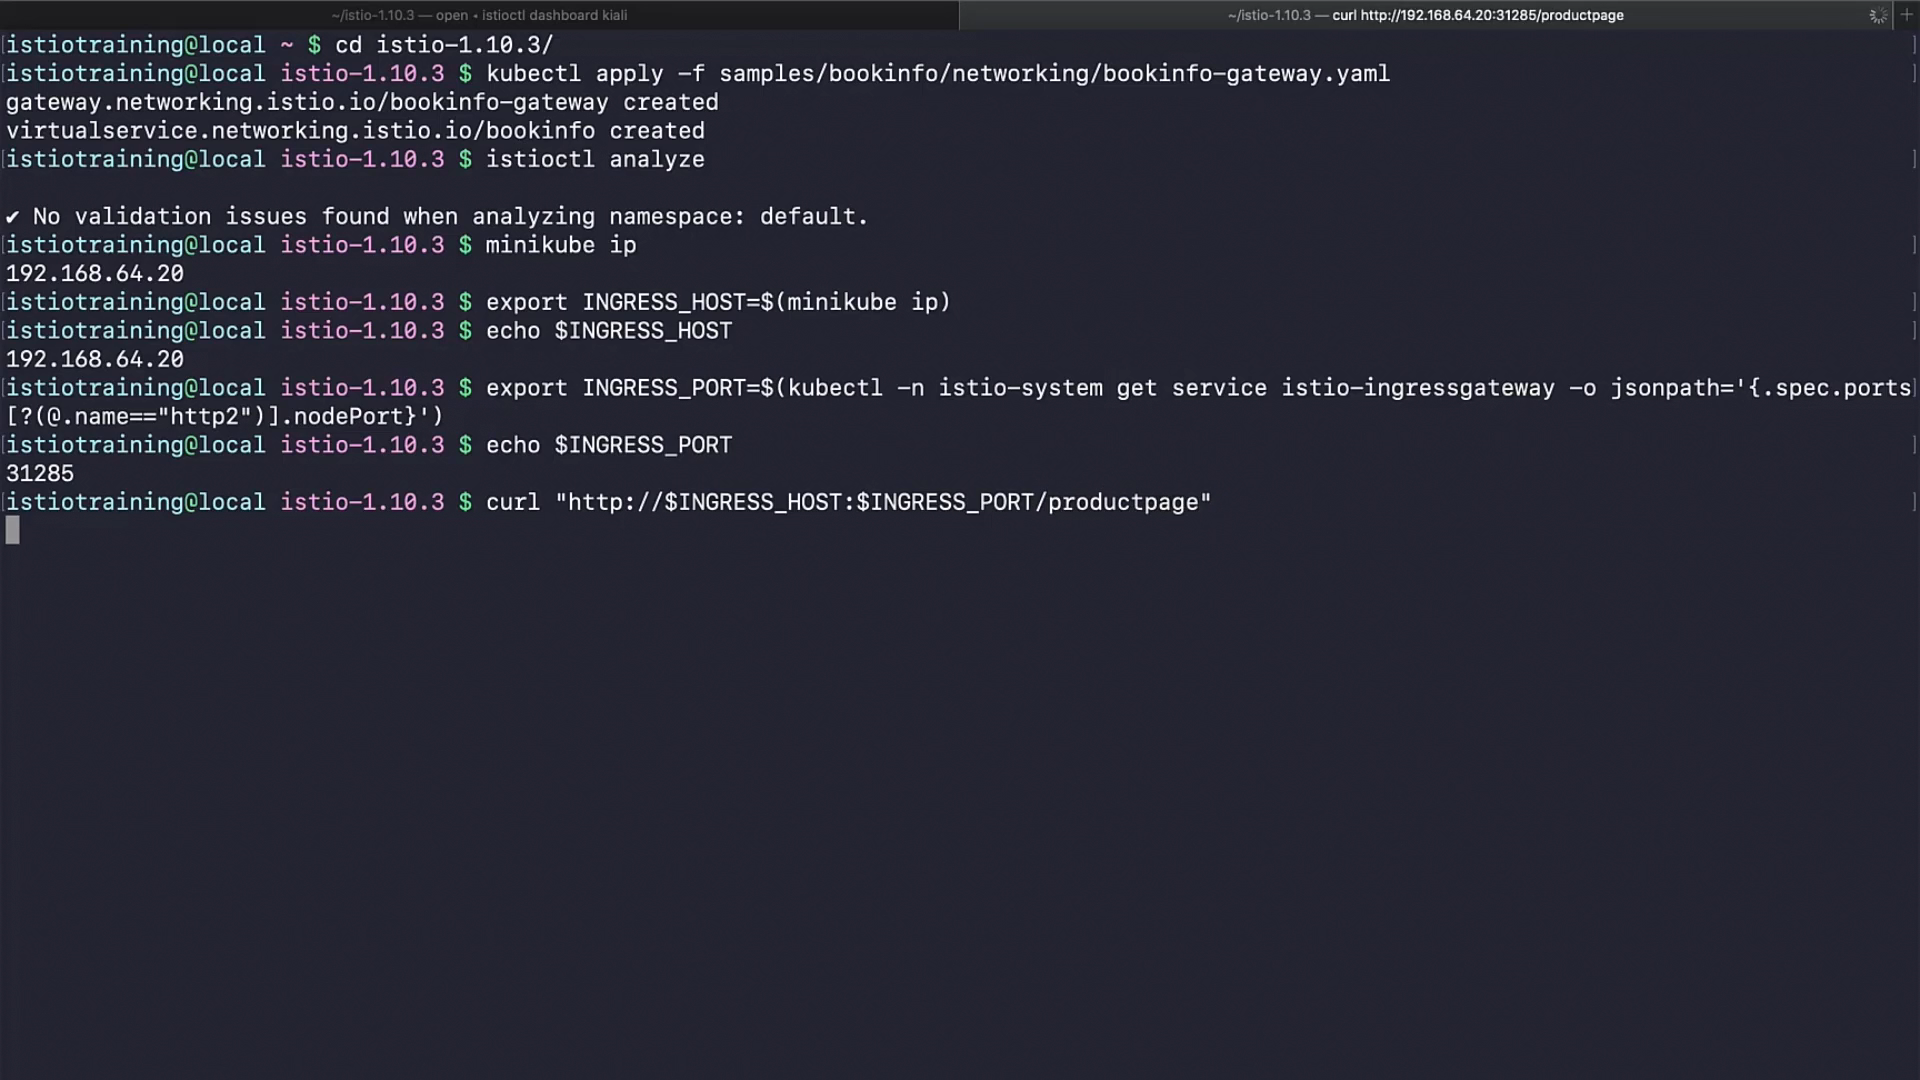 ~/istio-1.10.3 — open • istioctl dashboard kiali
~/istio-1.10.3 — curl http://192.168.64.20:31285/productpage
+
istiotraining@local ~ $ cd istio-1.10.3/
istiotraining@local istio-1.10.3 $ kubectl apply -f samples/bookinfo/networking/bookinfo-gateway.yaml
gateway.networking.istio.io/bookinfo-gateway created
virtualservice.networking.istio.io/bookinfo created
istiotraining@local istio-1.10.3 $ istioctl analyze
✔ No validation issues found when analyzing namespace: default.
istiotraining@local istio-1.10.3 $ minikube ip
192.168.64.20
istiotraining@local istio-1.10.3 $ export INGRESS_HOST=$(minikube ip)
istiotraining@local istio-1.10.3 $ echo $INGRESS_HOST
192.168.64.20
istiotraining@local istio-1.10.3 $ export INGRESS_PORT=$(kubectl -n istio-system get service istio-ingressgateway -o jsonpath='{.spec.ports
[?(@.name=="http2")].nodePort}')
istiotraining@local istio-1.10.3 $ echo $INGRESS_PORT
31285
istiotraining@local istio-1.10.3 $ curl "http://$INGRESS_HOST:$INGRESS_PORT/productpage"